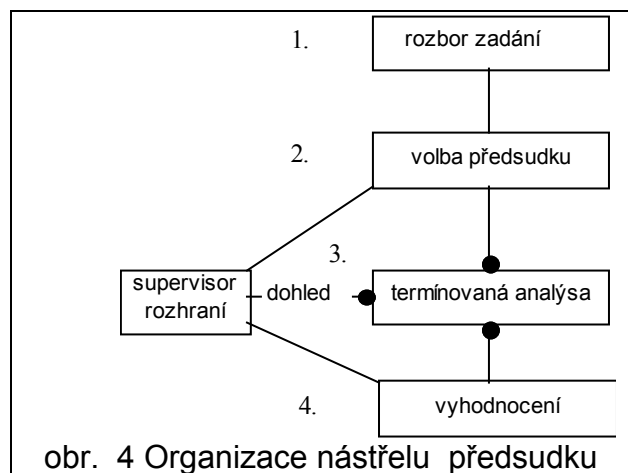 1. rozbor zadání
2. volba předsudku
3.
supervisor
rozhraní
dohled
termínovaná analýsa
4. vyhodnocení
obr. 4 Organizace nástřelu předsudku